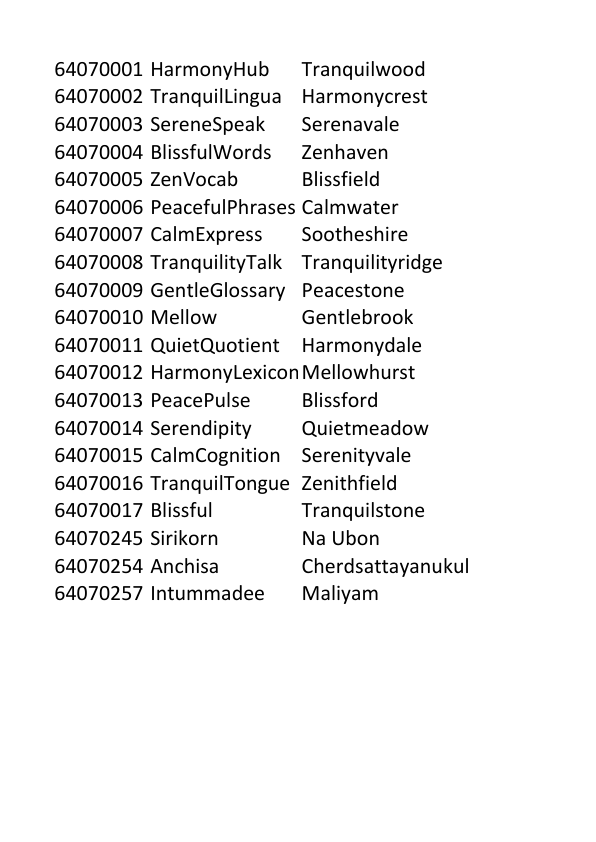 64070001 HarmonyHub Tranquilwood
64070002 TranquilLingua Harmonycrest
64070003 SereneSpeak Serenavale
64070004 BlissfulWords Zenhaven
64070005 ZenVocab Blissfield
64070006 PeacefulPhrases Calmwater
64070007 CalmExpress Sootheshire
64070008 TranquilityTalk Tranquilityridge
64070009 GentleGlossary Peacestone
64070010 Mellow Gentlebrook
64070011 QuietQuotient Harmonydale
64070012 HarmonyLexicon Mellowhurst
64070013 PeacePulse Blissford
64070014 Serendipity Quietmeadow
64070015 CalmCognition Serenityvale
64070016 TranquilTongue Zenithfield
64070017 Blissful Tranquilstone
64070245 Sirikorn Na Ubon
64070254 Anchisa Cherdsattayanukul
64070257 Intummadee Maliyam